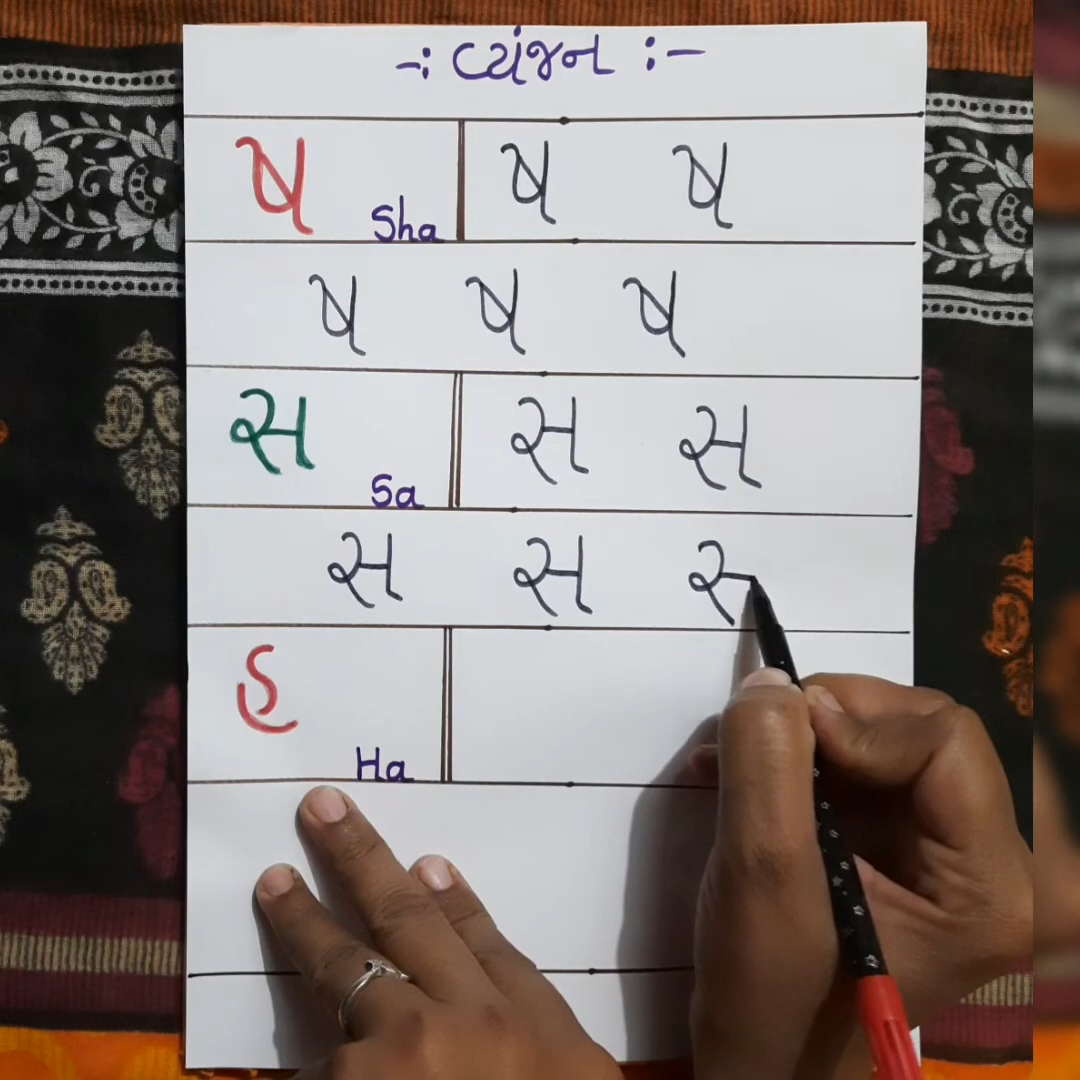 -: વ્યંજન :-
ષ Sha ષ ષ
ષ ષ ષ
સ Sa સ સ
સ સ
હ Ha